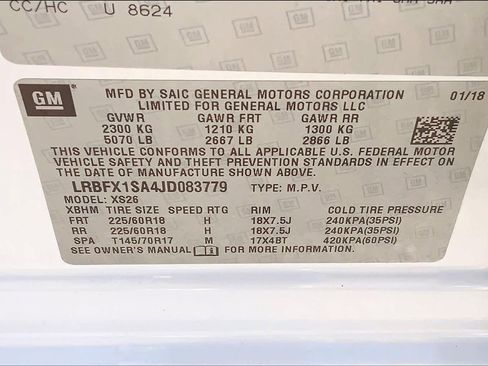 CC/HC U 8624
GM
MFD BY SAIC GENERAL MOTORS CORPORATION 01/18
LIMITED FOR GENERAL MOTORS LLC
GVWR GAWR FRT GAWR RR
2300 KG 1210 KG 1300 KG
5070 LB 2667 LB 2866 LB
THIS VEHICLE CONFORMS TO ALL APPLICABLE U.S. FEDERAL MOTOR
VEHICLE SAFETY AND THEFT PREVENTION STANDARDS IN EFFECT ON
THE DATE OF MANUFACTURE SHOWN ABOVE.
LRBFX1SA4JD083779 TYPE: M.P.V.
MODEL: XS26
XBHM TIRE SIZE SPEED RTG RIM COLD TIRE PRESSURE
FRT 225/60R18 H 18X7.5J 240KPA(35PSI)
RR 225/60R18 H 18X7.5J 240KPA(35PSI)
SPA T145/70R17 M 17X4BT 420KPA(60PSI)
SEE OWNER'S MANUAL FOR ADDITIONAL INFORMATION.